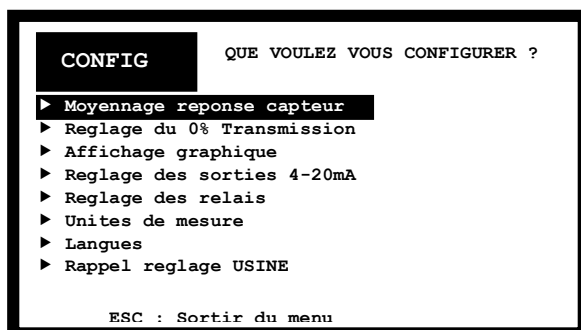 CONFIG
QUE VOULEZ VOUS CONFIGURER ?
Moyennage reponse capteur
Reglage du 0% Transmission
Affichage graphique
Reglage des sorties 4-20mA
Reglage des relais
Unites de mesure
Langues
Rappel reglage USINE
ESC : Sortir du menu